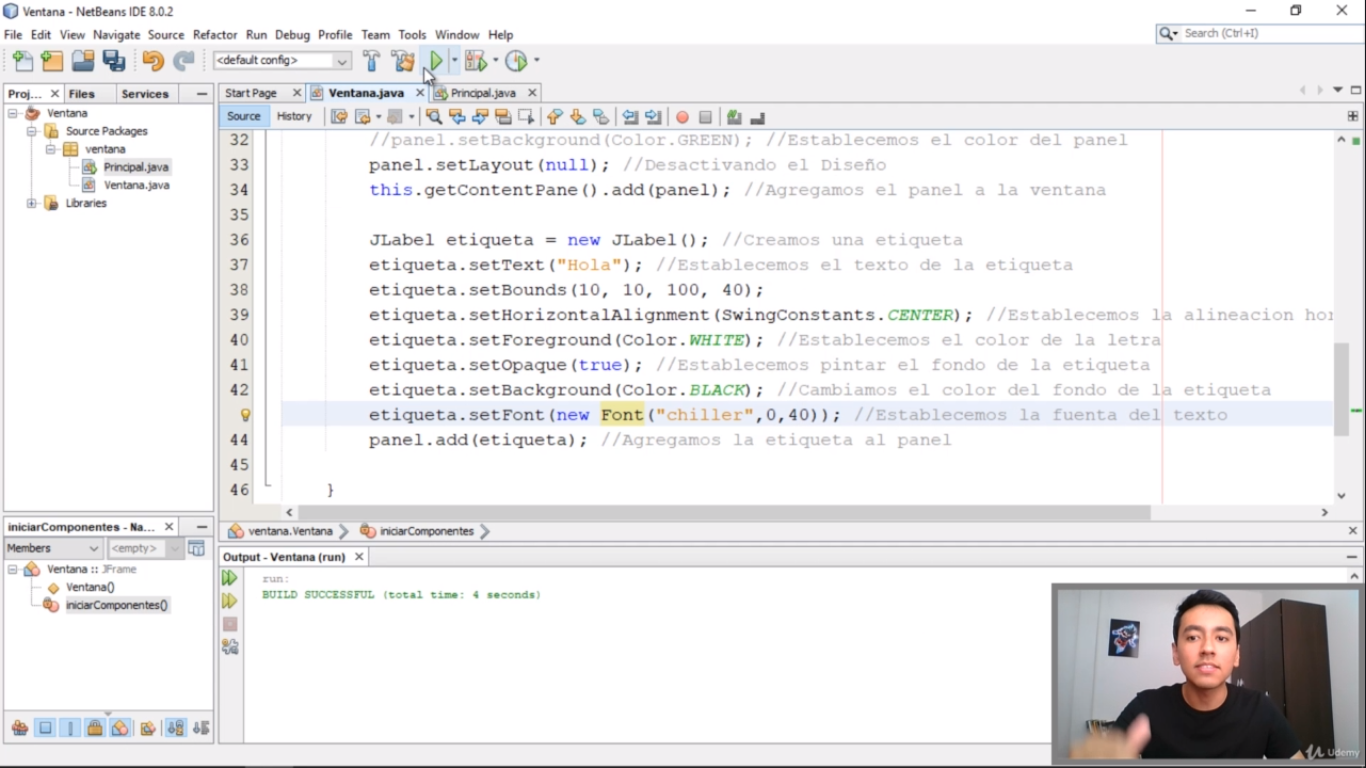 Ventana - NetBeans IDE 8.0.2
File Edit View Navigate Source Refactor Run Debug Profile Team Tools Window Help
Search (Ctrl+I)
<default config>
Proj... Files Services
Start Page Ventana.java Principal.java
Ventana
Source Packages
ventana
Principal.java
Ventana.java
Libraries
Source History
32 //panel.setBackground(Color.GREEN); //Establecemos el color del panel
33 panel.setLayout(null); //Desactivando el Diseño
34 this.getContentPane().add(panel); //Agregamos el panel a la ventana
35
36 JLabel etiqueta = new JLabel(); //Creamos una etiqueta
37 etiqueta.setText("Hola"); //Establecemos el texto de la etiqueta
38 etiqueta.setBounds(10, 10, 100, 40);
39 etiqueta.setHorizontalAlignment(SwingConstants.CENTER); //Establecemos la alineacion hor
40 etiqueta.setForeground(Color.WHITE); //Establecemos el color de la letra
41 etiqueta.setOpaque(true); //Establecemos pintar el fondo de la etiqueta
42 etiqueta.setBackground(Color.BLACK); //Cambiamos el color del fondo de la etiqueta
etiqueta.setFont(new Font("chiller",0,40)); //Establecemos la fuenta del texto
44 panel.add(etiqueta); //Agregamos la etiqueta al panel
45
46 }
ventana.Ventana iniciarComponentes
iniciarComponentes - Na...
Members <empty>
Ventana :: JFrame
Ventana()
iniciarComponentes()
Output - Ventana (run)
run:
BUILD SUCCESSFUL (total time: 4 seconds)
Udemy